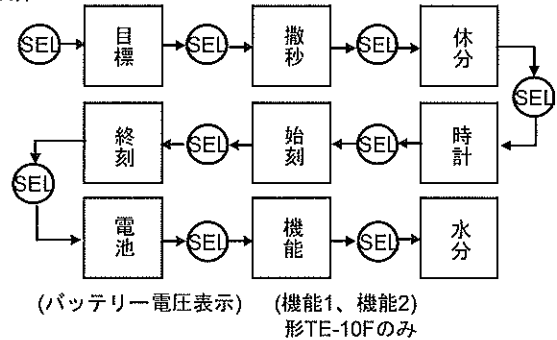 SEL 目標 SEL 撒秒 SEL 休分
SEL
終刻 SEL 始刻 SEL 時計
SEL
電池 SEL 機能 SEL 水分
(バッテリー電圧表示) (機能1、機能2)
形TE-10Fのみ